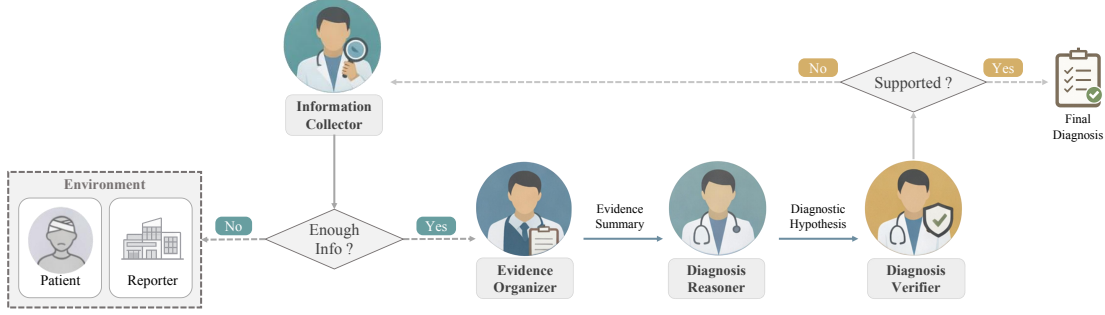 Information
Collector
No
Supported ?
Yes
Final
Diagnosis
Environment
Patient
Reporter
No
Enough
Info ?
Yes
Evidence
Organizer
Evidence
Summary
Diagnosis
Reasoner
Diagnostic
Hypothesis
Diagnosis
Verifier